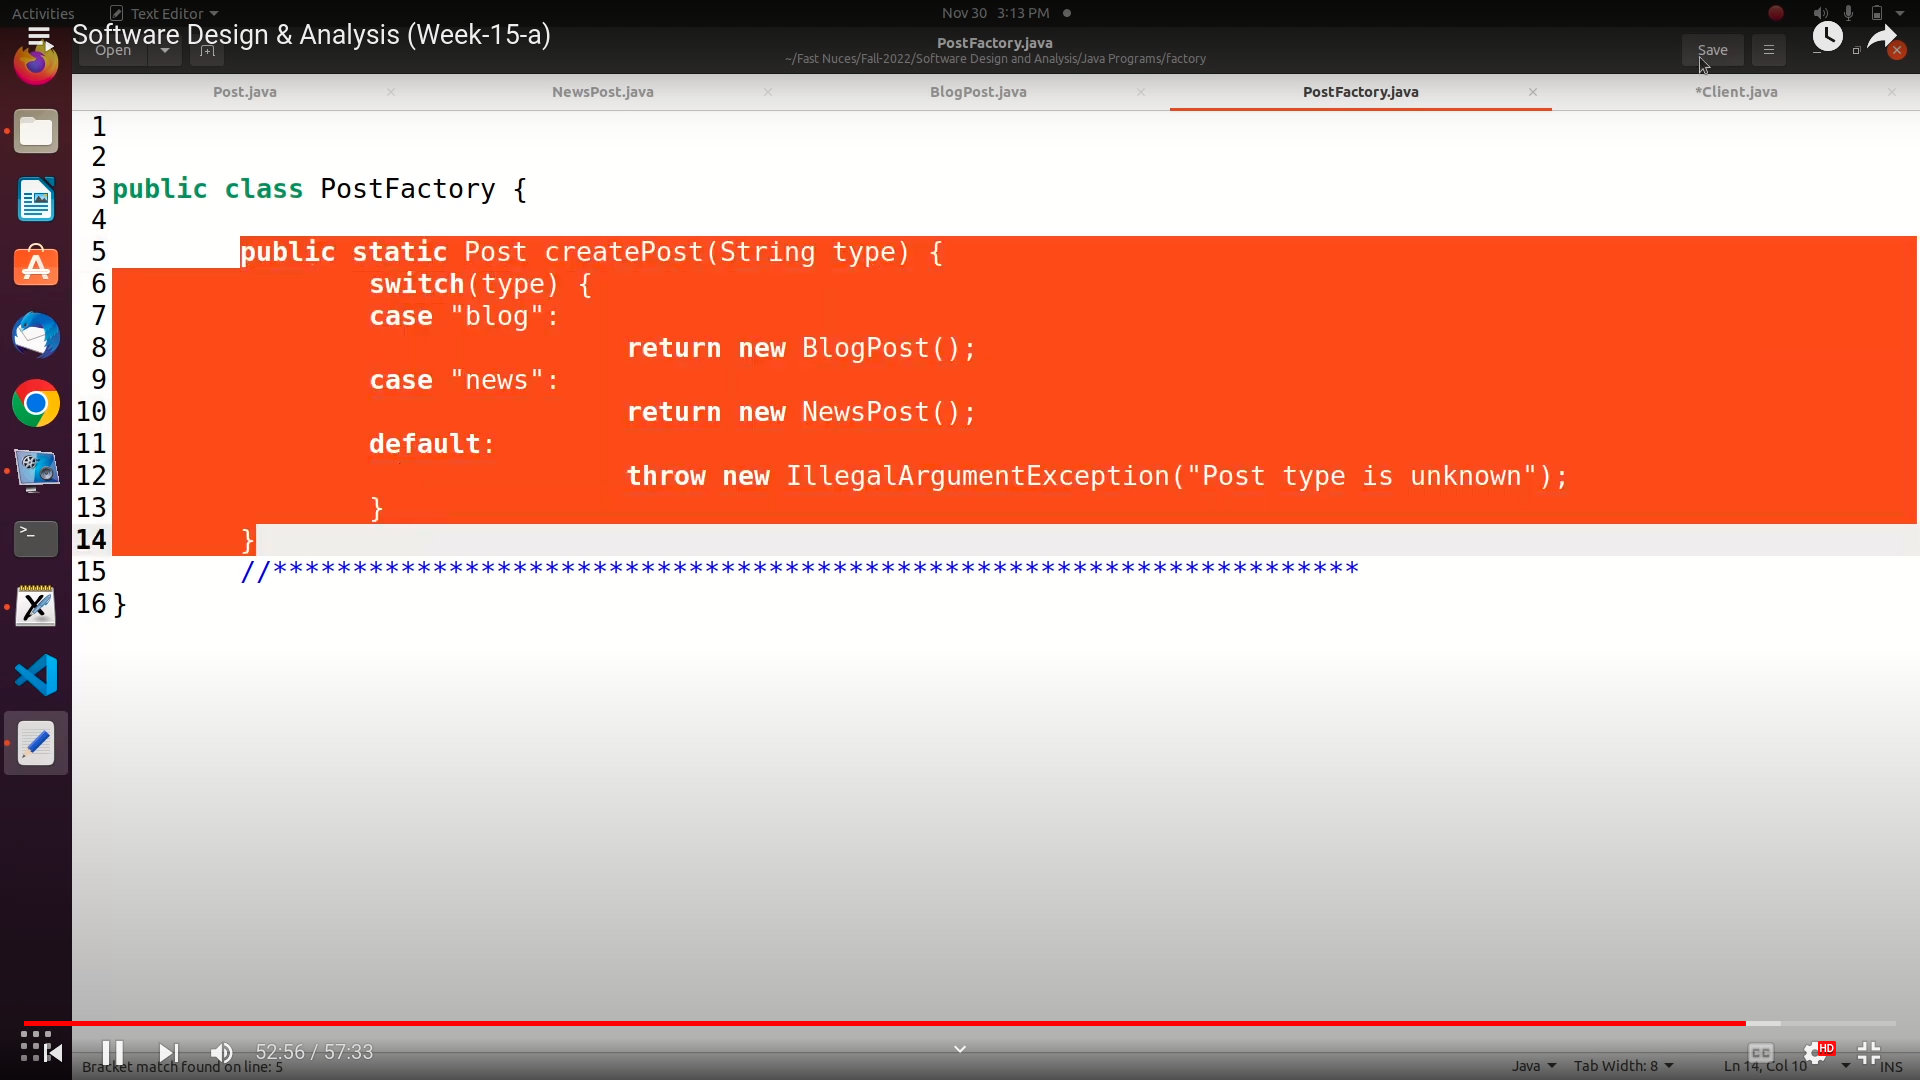 Activities Text Editor Nov 30 3:13 PM
Software Design & Analysis (Week-15-a)
Open PostFactory.java Save
~/Fast Nuces/Fall-2022/Software Design and Analysis/Java Programs/factory
Post.java NewsPost.java BlogPost.java PostFactory.java *Client.java
1
2
3 public class PostFactory {
4
5 public static Post createPost(String type) {
6 switch(type) {
7 case "blog":
8 return new BlogPost();
9 case "news":
10 return new NewsPost();
11 default:
12 throw new IllegalArgumentException("Post type is unknown");
13 }
14 }
15 //********************************************************************
16 }
52:56 / 57:33 CC HD
Bracket match found on line: 5 Java Tab Width: 8 Ln 14, Col 10 INS